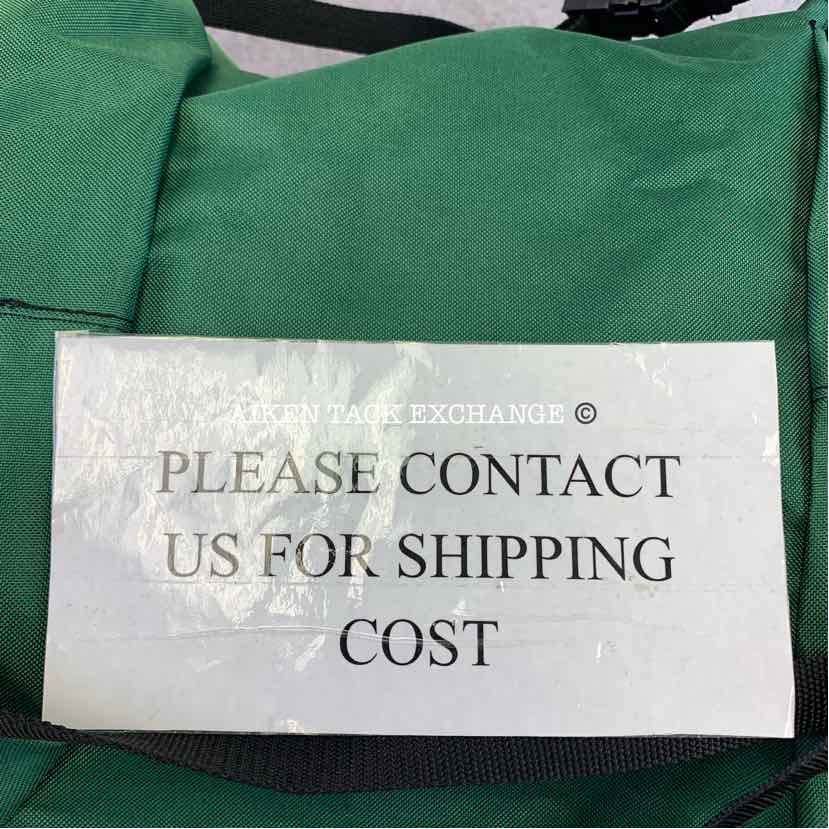 AIKEN TACK EXCHANGE ©
PLEASE CONTACT
US FOR SHIPPING
COST